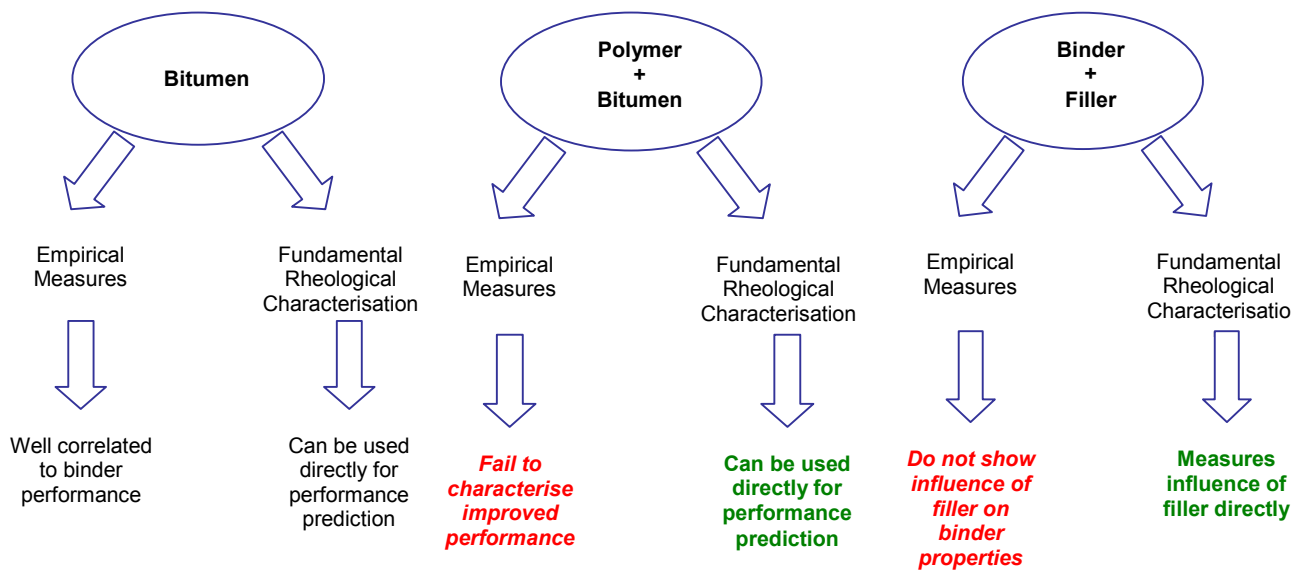 Bitumen
Empirical
Measures
Well correlated
to binder
performance
Fundamental
Rheological
Characterisation
Can be used
directly for
performance
prediction
Polymer
+
Bitumen
Empirical
Measures
Fail to
characterise
improved
performance
Fundamental
Rheological
Characterisation
Can be used
directly for
performance
prediction
Binder
+
Filler
Empirical
Measures
Do not show
influence of
filler on
binder
properties
Fundamental
Rheological
Characterisatio
Measures
influence of
filler directly